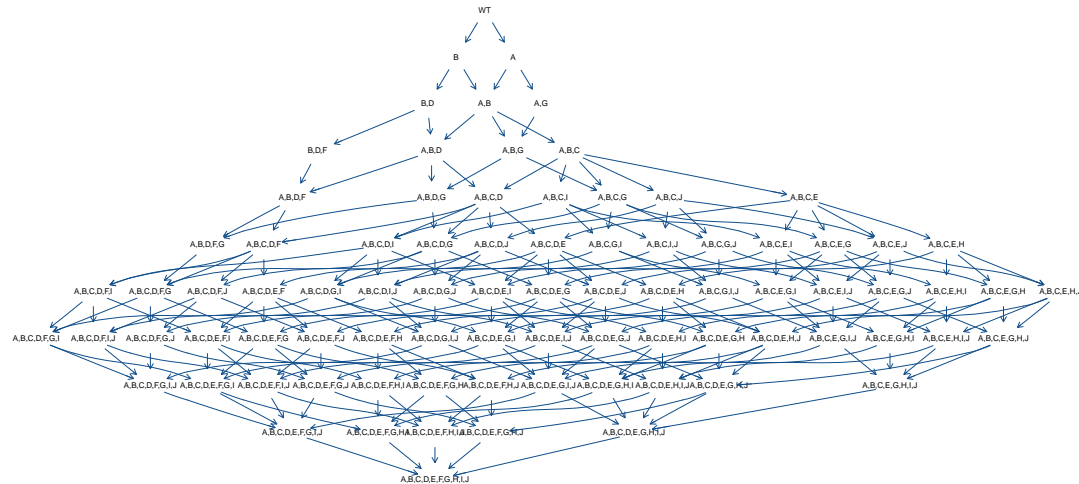 WT
B A
B,D A,B A,G
B,D,F A,B,D A,B,G A,B,C
A,B,D,F A,B,D,G A,B,C,D A,B,C,I A,B,C,G A,B,C,J A,B,C,E
A,B,D,F,G A,B,C,D,F A,B,C,D,I A,B,C,D,G A,B,C,D,J A,B,C,D,E A,B,C,G,I A,B,C,I,J A,B,C,G,J A,B,C,E,I A,B,C,E,G A,B,C,E,J A,B,C,E,H
A,B,C,D,F,I A,B,C,D,F,G A,B,C,D,F,J A,B,C,D,E,F A,B,C,D,G,I A,B,C,D,I,J A,B,C,D,G,J A,B,C,D,E,I A,B,C,D,E,G A,B,C,D,E,J A,B,C,D,E,H A,B,C,G,I,J A,B,C,E,G,I A,B,C,E,I,J A,B,C,E,G,J A,B,C,E,H,I A,B,C,E,G,H A,B,C,E,H,J
A,B,C,D,F,G,I A,B,C,D,F,I,J A,B,C,D,F,G,J A,B,C,D,E,F,I A,B,C,D,E,F,G A,B,C,D,E,F,J A,B,C,D,E,F,H A,B,C,D,G,I,J A,B,C,D,E,G,I A,B,C,D,E,I,J A,B,C,D,E,G,J A,B,C,D,E,H,I A,B,C,D,E,G,H A,B,C,D,E,H,J A,B,C,E,G,I,J A,B,C,E,G,H,I A,B,C,E,H,I,J A,B,C,E,G,H,J
A,B,C,D,F,G,I,J A,B,C,D,E,F,G,I A,B,C,D,E,F,I,J A,B,C,D,E,F,G,J A,B,C,D,E,F,H,I A,B,C,D,E,F,G,H A,B,C,D,E,F,H,J A,B,C,D,E,G,I,J A,B,C,D,E,G,H,I A,B,C,D,E,H,I,J A,B,C,D,E,G,H,J A,B,C,E,G,H,I,J
A,B,C,D,E,F,G,I,J A,B,C,D,E,F,G,H,I A,B,C,D,E,F,H,I,J A,B,C,D,E,F,G,H,J A,B,C,D,E,G,H,I,J
A,B,C,D,E,F,G,H,I,J